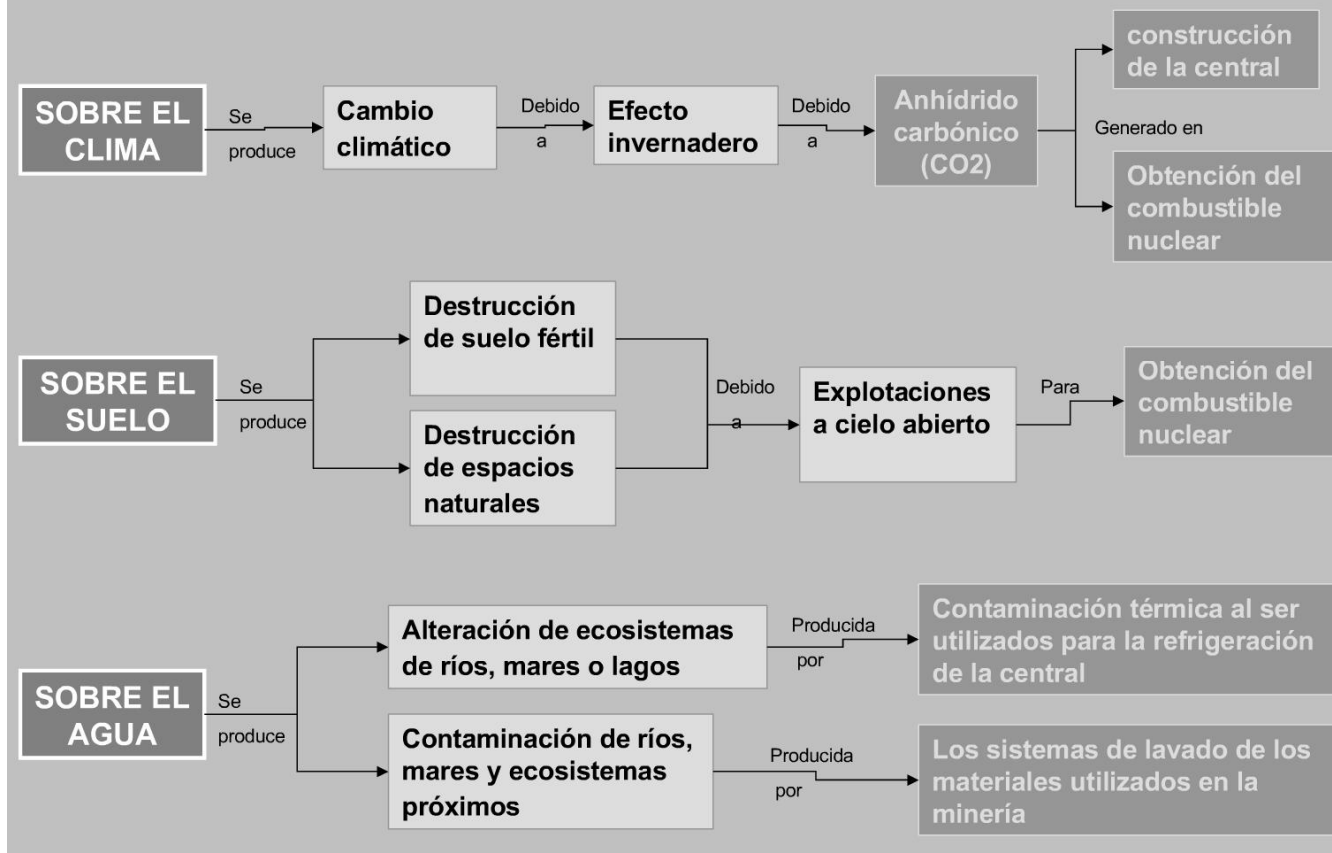 SOBRE EL
CLIMA
Se
produce
Cambio
climático
Debido
a
Efecto
invernadero
Debido
a
Anhídrido
carbónico
(CO2)
Generado en
construcción
de la central
Obtención del
combustible
nuclear
SOBRE EL
SUELO
Se
produce
Destrucción
de suelo fértil
Destrucción
de espacios
naturales
Debido
a
Explotaciones
a cielo abierto
Para
Obtención del
combustible
nuclear
SOBRE EL
AGUA
Se
produce
Alteración de ecosistemas
de ríos, mares o lagos
Producida
por
Contaminación térmica al ser
utilizados para la refrigeración
de la central
Contaminación de ríos,
mares y ecosistemas
próximos
Producida
por
Los sistemas de lavado de los
materiales utilizados en la
minería